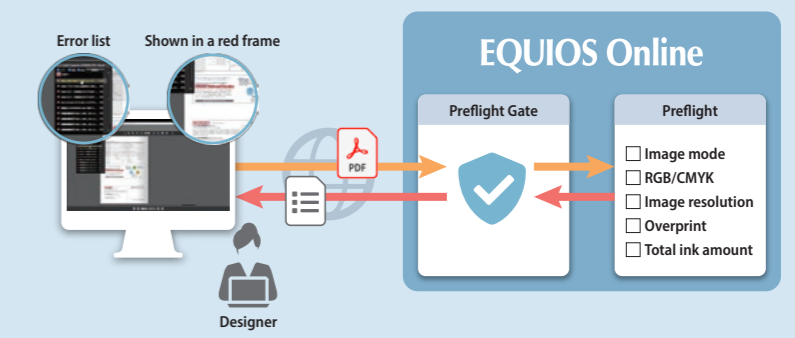 Error list
Shown in a red frame
EQUIOS Online
Preflight Gate
Preflight
PDF
Image mode
RGB/CMYK
Image resolution
Overprint
Total ink amount
Designer